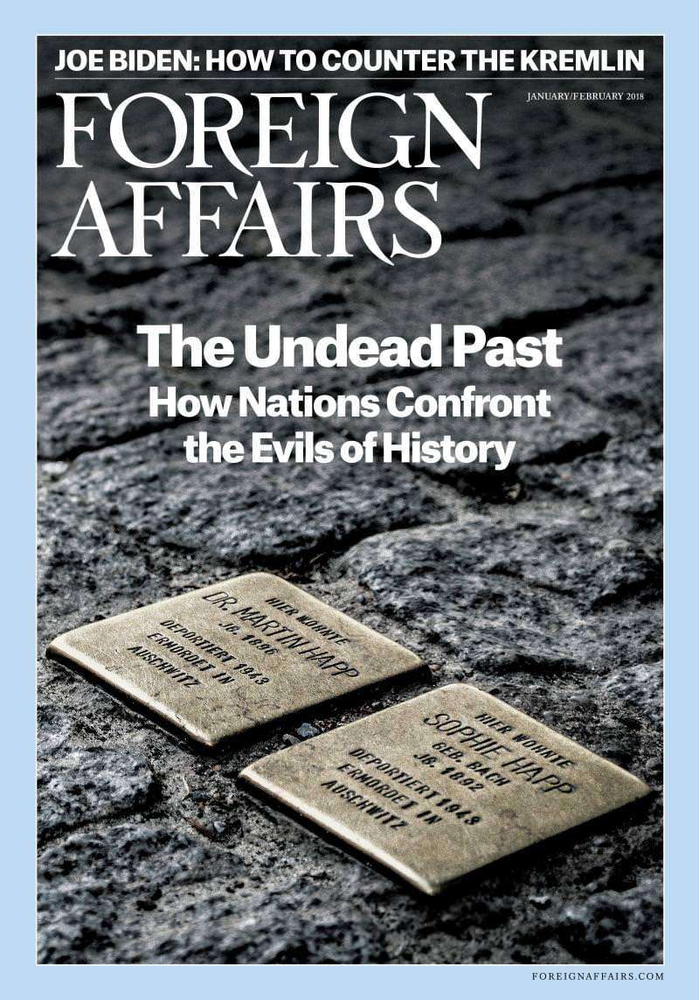 JOE BIDEN: HOW TO COUNTER THE KREMLIN
FOREIGN
JANUARY/FEBRUARY 2018
AFFAIRS
The Undead Past
How Nations Confront
the Evils of History
HIER WOHNTE
DR. MARTIN HAPP
JG. 1896
DEPORTIERT 1943
ERMORDET IN
AUSCHWITZ
HIER WOHNTE
SOPHIE HAPP
GEB. BACH
JG. 1892
DEPORTIERT 1943
ERMORDET IN
AUSCHWITZ
FOREIGNAFFAIRS.COM